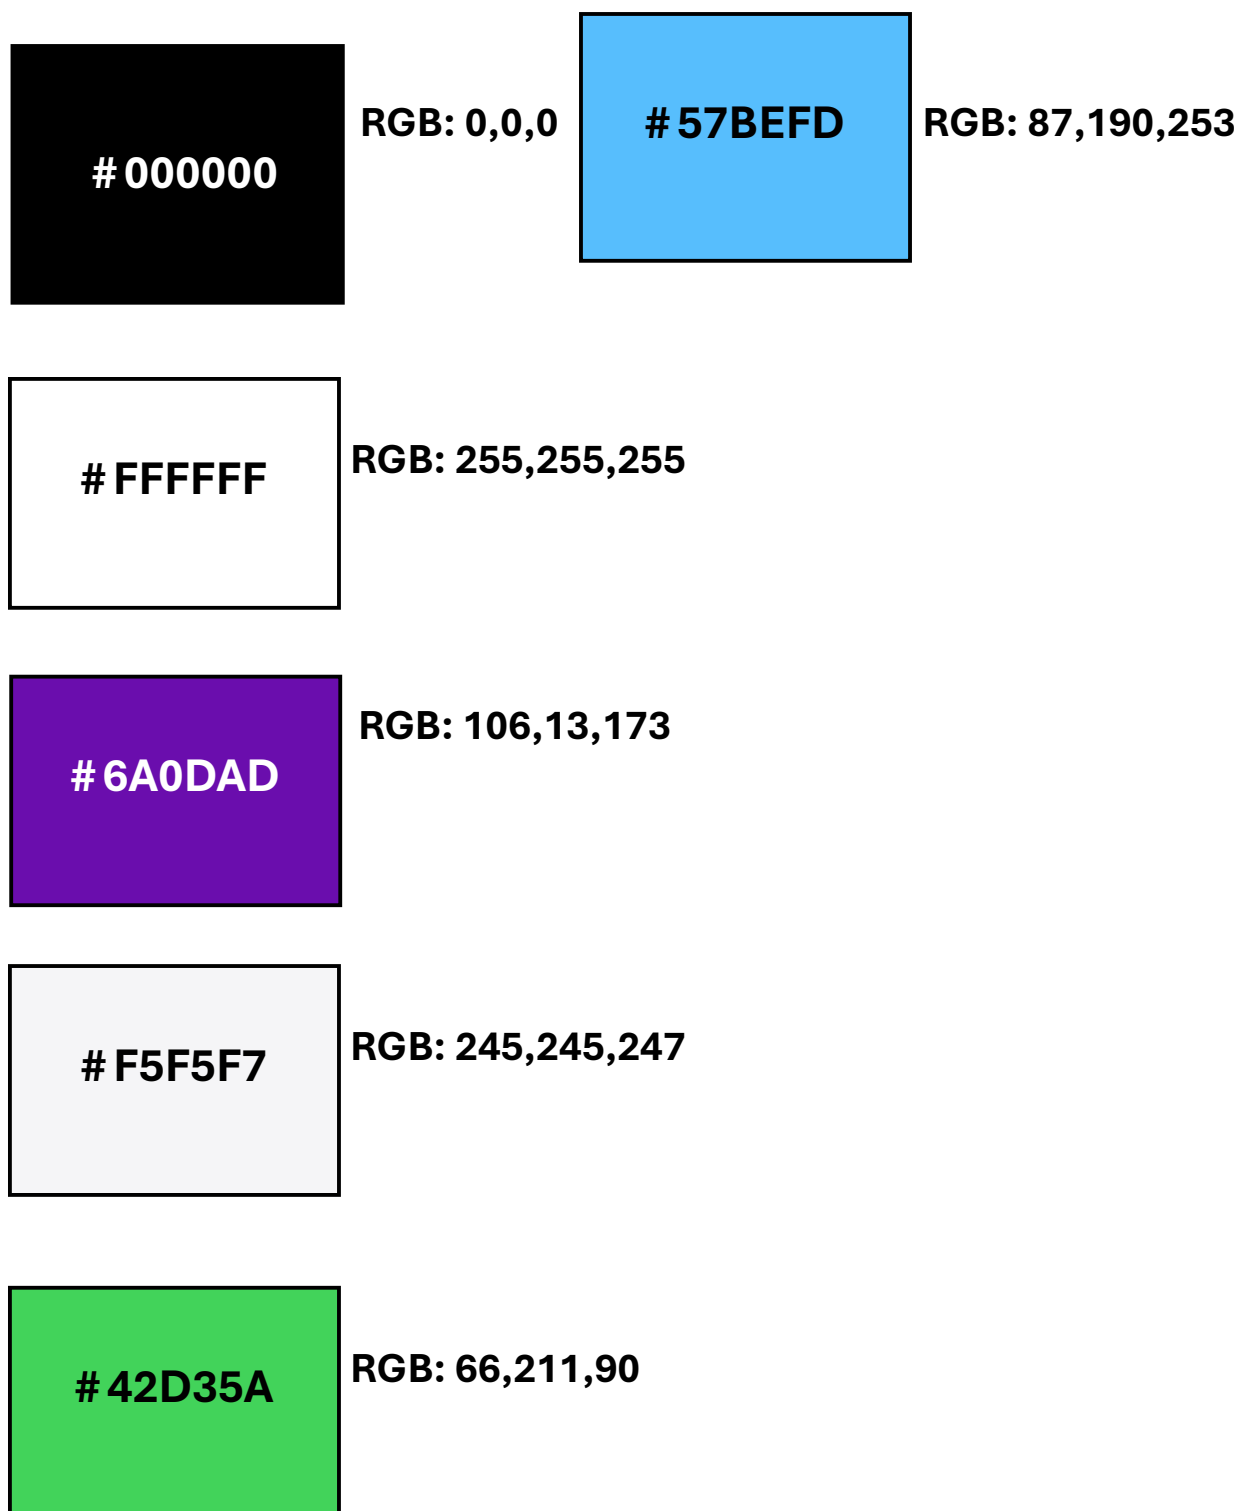 #000000
RGB: 0,0,0
#57BEFD
RGB: 87,190,253
#FFFFFF
RGB: 255,255,255
#6A0DAD
RGB: 106,13,173
#F5F5F7
RGB: 245,245,247
#42D35A
RGB: 66,211,90